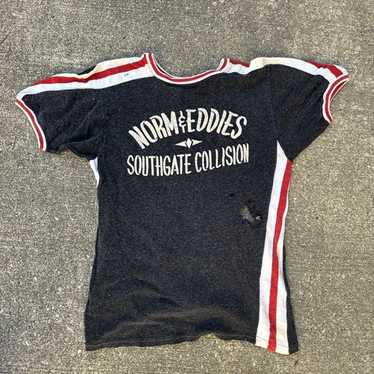 NORM & EDDIES
SOUTHGATE COLLISION